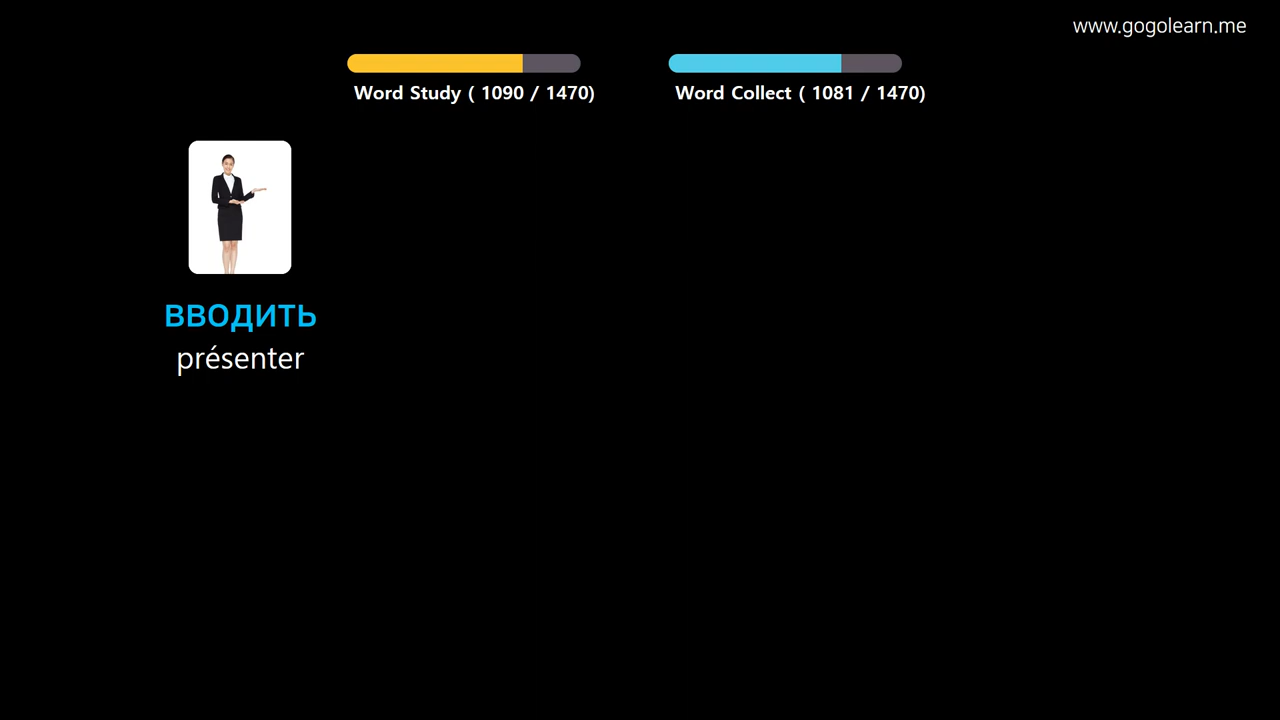 www.gogolearn.me
Word Study ( 1090 / 1470)
Word Collect ( 1081 / 1470)
вводить
présenter